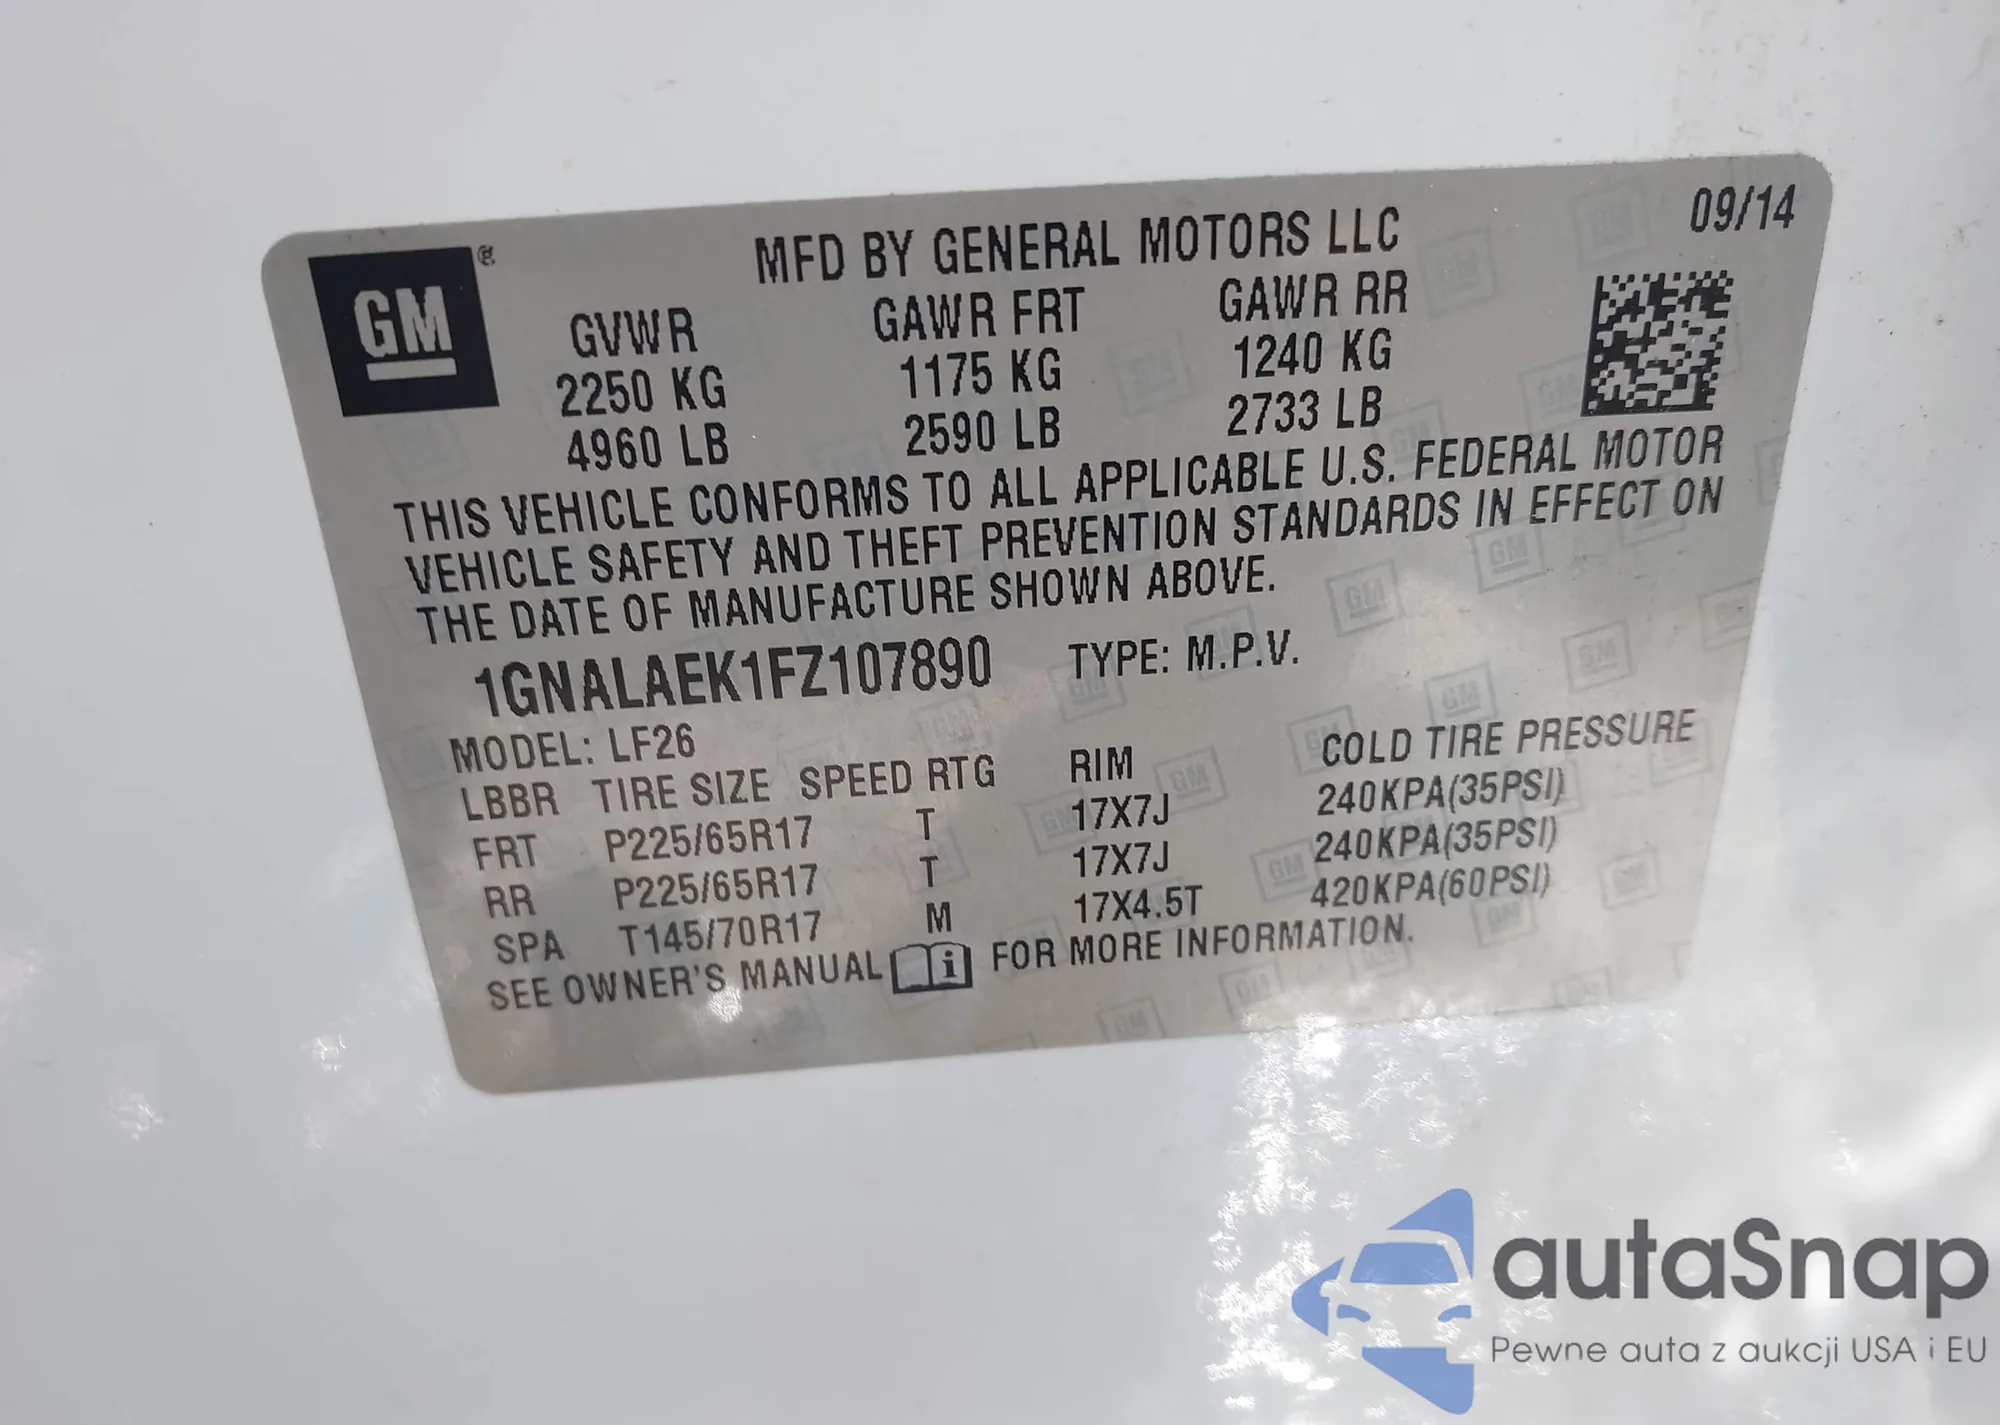 GM®
MFD BY GENERAL MOTORS LLC
09/14
GVWR GAWR FRT GAWR RR
2250 KG 1175 KG 1240 KG
4960 LB 2590 LB 2733 LB
THIS VEHICLE CONFORMS TO ALL APPLICABLE U.S. FEDERAL MOTOR
VEHICLE SAFETY AND THEFT PREVENTION STANDARDS IN EFFECT ON
THE DATE OF MANUFACTURE SHOWN ABOVE.
1GNALAEK1FZ107890 TYPE: M.P.V.
MODEL: LF26
LBBR TIRE SIZE SPEED RTG RIM COLD TIRE PRESSURE
FRT P225/65R17 T 17X7J 240KPA(35PSI)
RR P225/65R17 T 17X7J 240KPA(35PSI)
SPA T145/70R17 M 17X4.5T 420KPA(60PSI)
SEE OWNER'S MANUAL i FOR MORE INFORMATION.
autaSnap
Pewne auta z aukcji USA i EU